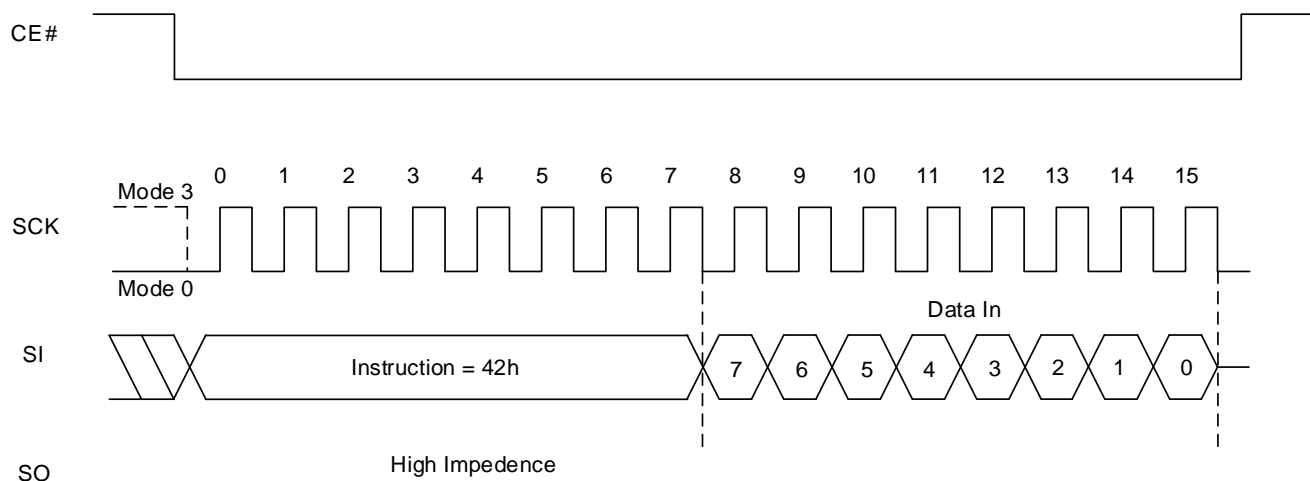 CE#
0 1 2 3 4 5 6 7 8 9 10 11 12 13 14 15
Mode 3
SCK
Mode 0
Data In
SI
Instruction = 42h
7 6 5 4 3 2 1 0
High Impedence
SO